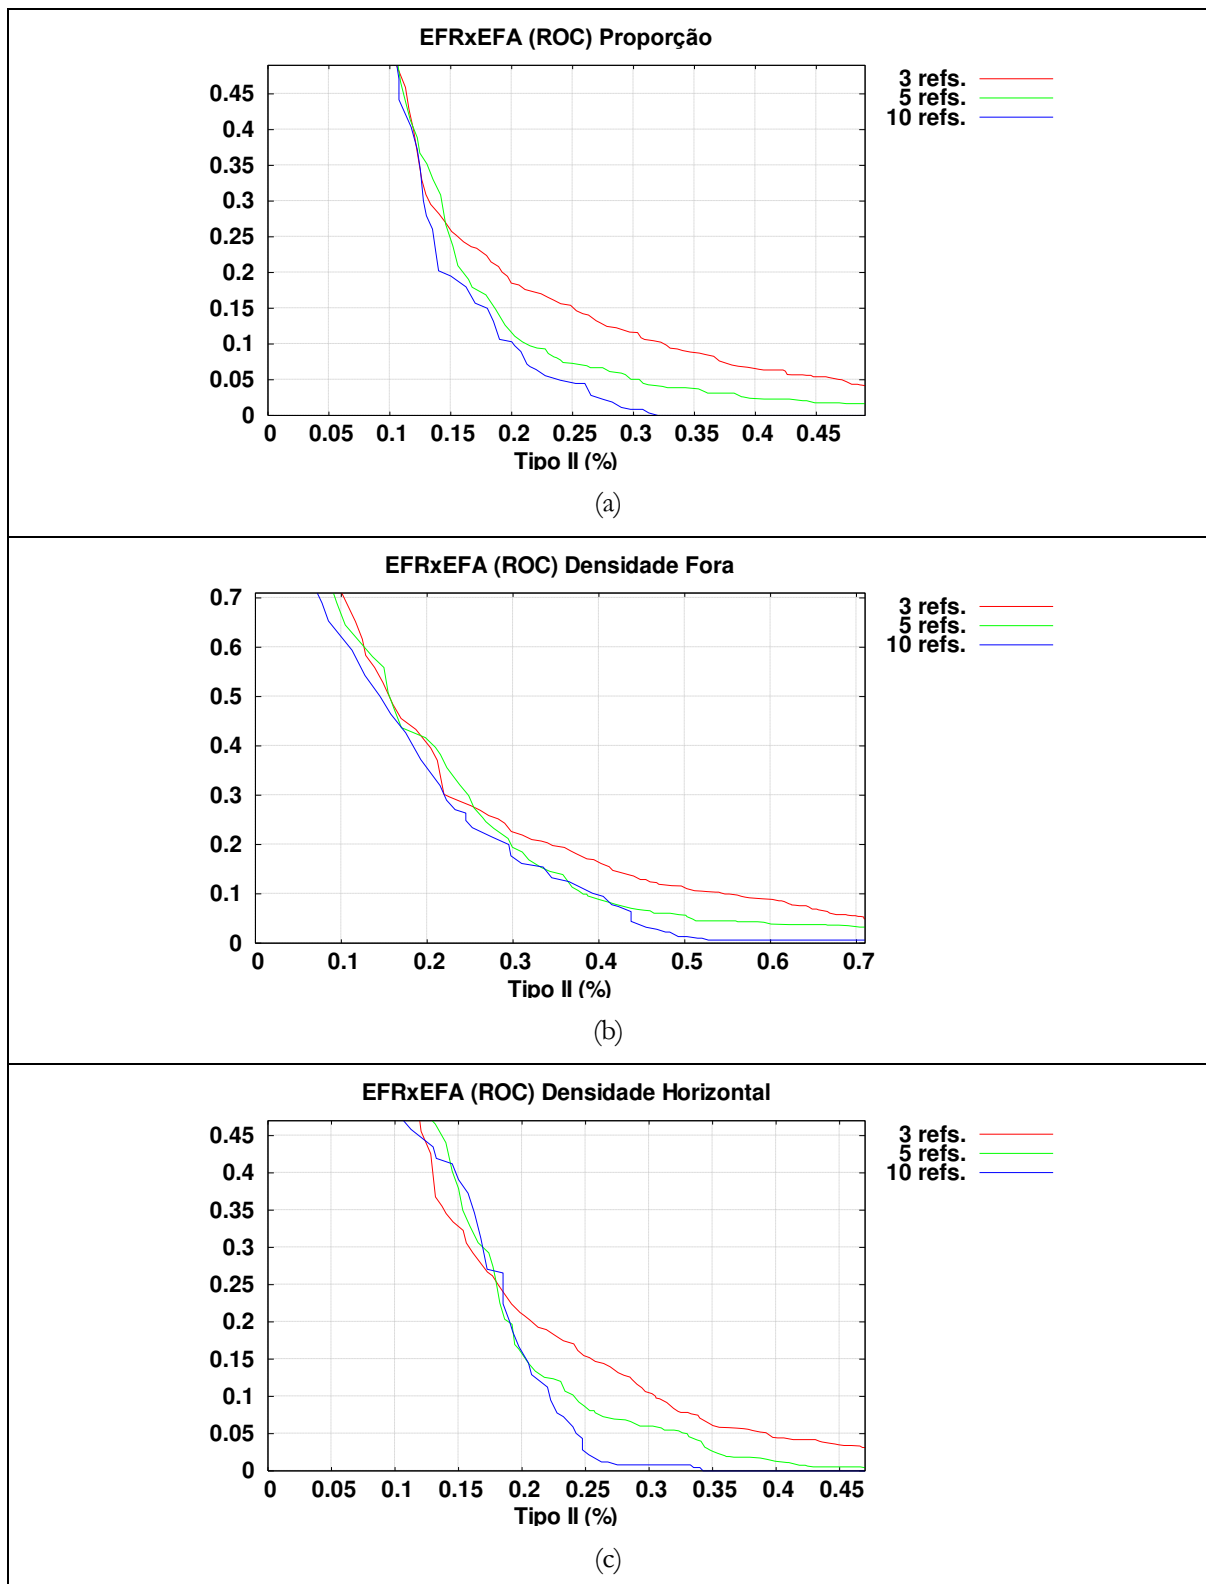 EFRxEFA (ROC) Proporção
3 refs.
5 refs.
10 refs.
0.45
0.4
0.35
0.3
0.25
0.2
0.15
0.1
0.05
0
0 0.05 0.1 0.15 0.2 0.25 0.3 0.35 0.4 0.45
Tipo II (%)
(a)
EFRxEFA (ROC) Densidade Fora
3 refs.
5 refs.
10 refs.
0.7
0.6
0.5
0.4
0.3
0.2
0.1
0
0 0.1 0.2 0.3 0.4 0.5 0.6 0.7
Tipo II (%)
(b)
EFRxEFA (ROC) Densidade Horizontal
3 refs.
5 refs.
10 refs.
0.45
0.4
0.35
0.3
0.25
0.2
0.15
0.1
0.05
0
0 0.05 0.1 0.15 0.2 0.25 0.3 0.35 0.4 0.45
Tipo II (%)
(c)